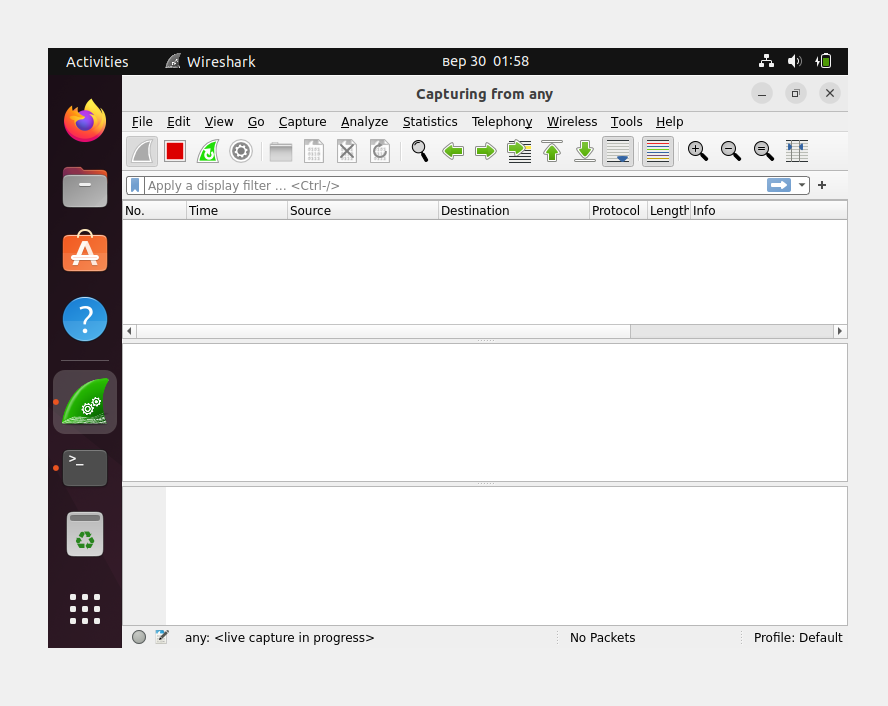 Activities Wireshark вер 30 01:58
Capturing from any
File Edit View Go Capture Analyze Statistics Telephony Wireless Tools Help
Apply a display filter ... <Ctrl-/> +
No. Time Source Destination Protocol Length Info
any: <live capture in progress> No Packets Profile: Default